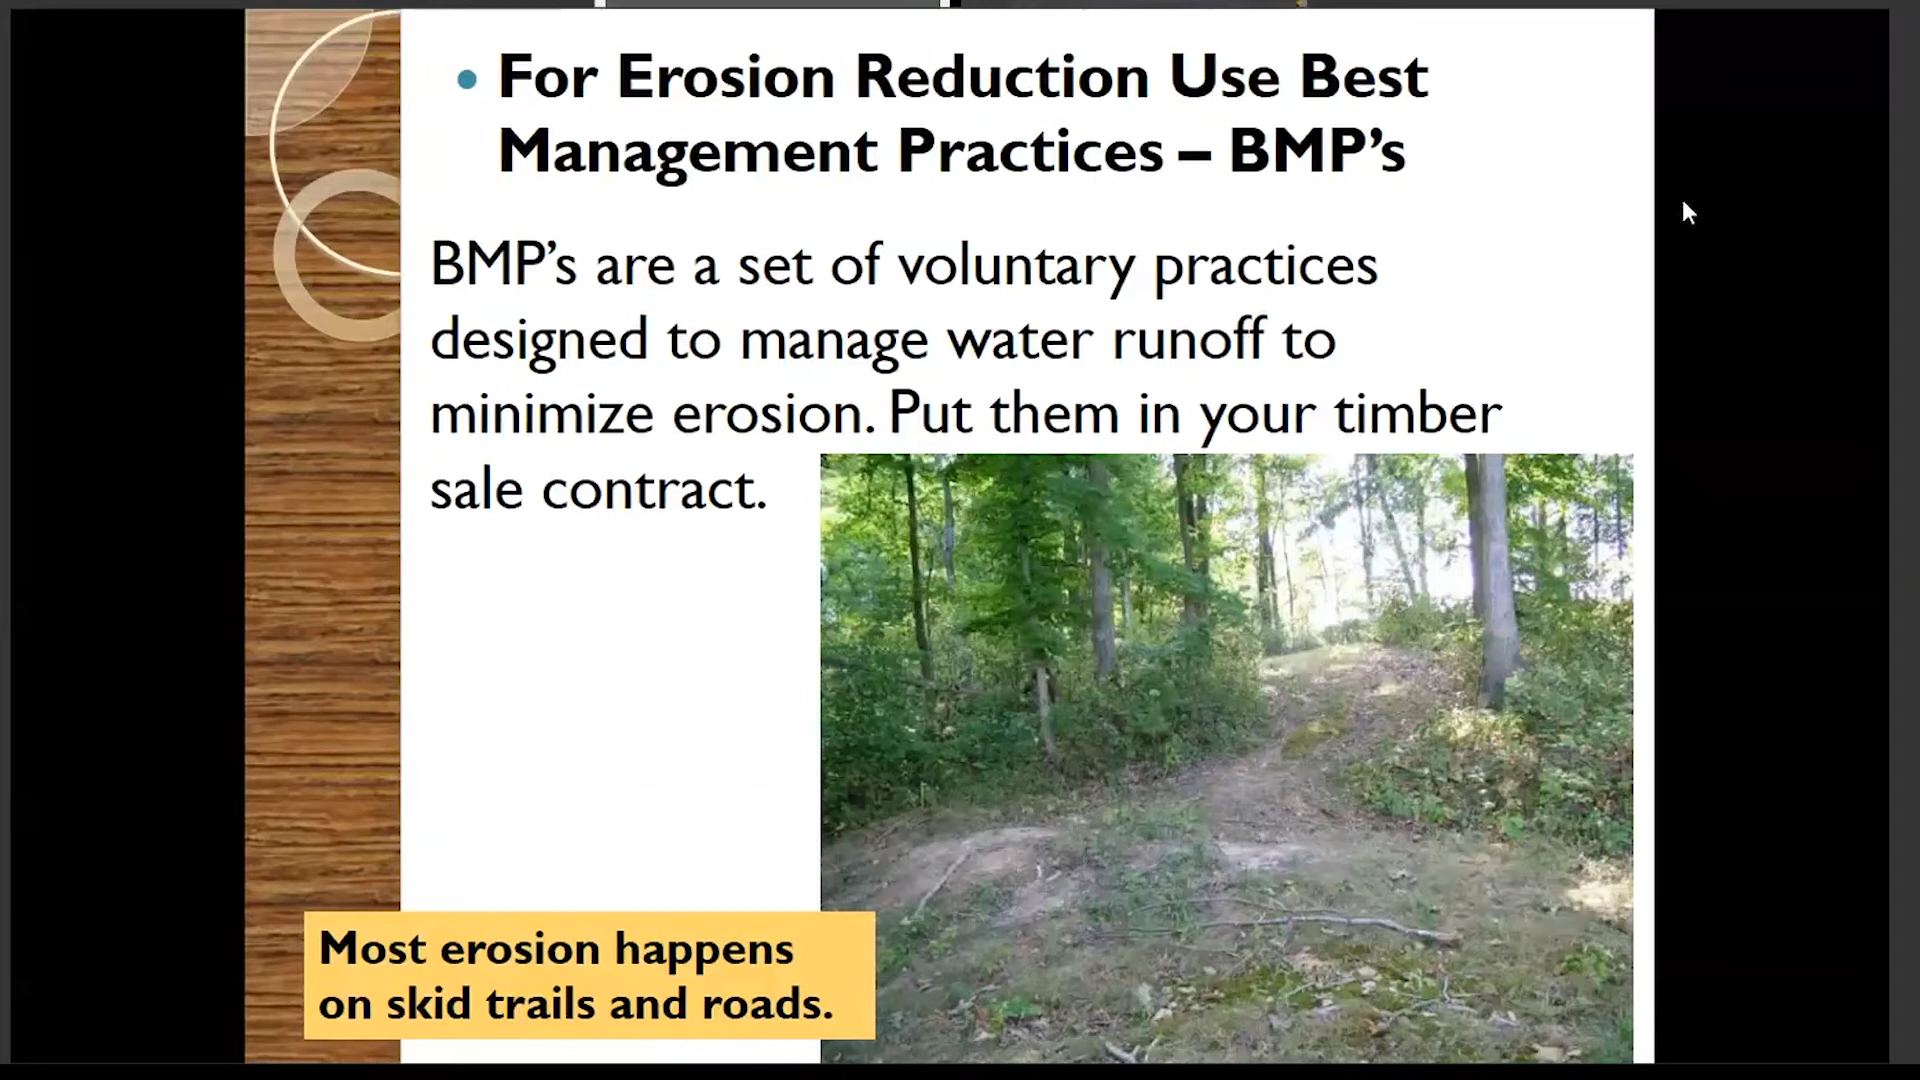 • For Erosion Reduction Use Best
Management Practices – BMP’s
BMP’s are a set of voluntary practices
designed to manage water runoff to
minimize erosion. Put them in your timber
sale contract.
Most erosion happens
on skid trails and roads.